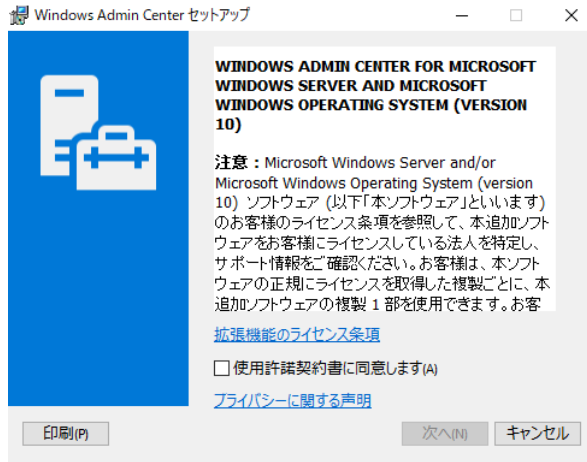 Windows Admin Center セットアップ
WINDOWS ADMIN CENTER FOR MICROSOFT
WINDOWS SERVER AND MICROSOFT
WINDOWS OPERATING SYSTEM (VERSION
10)
注意：Microsoft Windows Server and/or
Microsoft Windows Operating System (version
10) ソフトウェア (以下「本ソフトウェア」といいます)
のお客様のライセンス条項を参照して、本追加ソフト
ウェアをお客様にライセンスしている法人を特定し、
サポート情報をご確認ください。お客様は、本ソフト
ウェアの正規にライセンスを取得した複製ごとに、本
追加ソフトウェアの複製 1 部を使用できます。お客
拡張機能のライセンス条項
使用許諾契約書に同意します(A)
プライバシーに関する声明
印刷(P)
次へ(N)
キャンセル